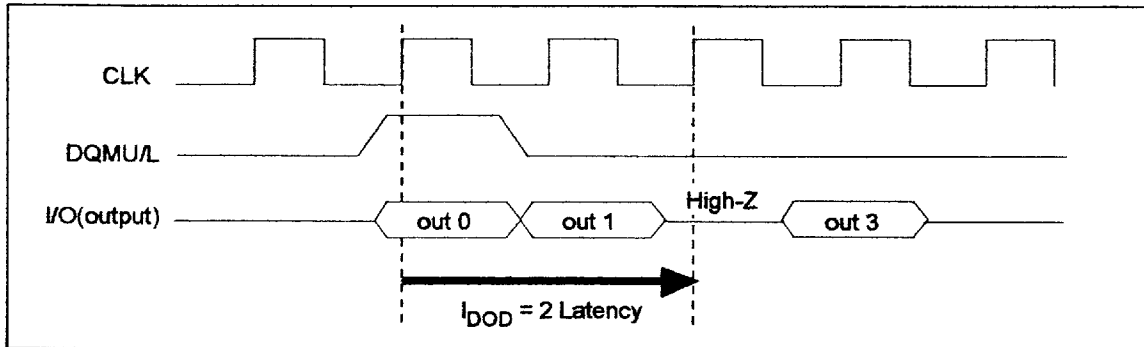 CLK
DQMU/L
I/O(output)
out 0
out 1
High-Z
out 3
IDOD = 2 Latency